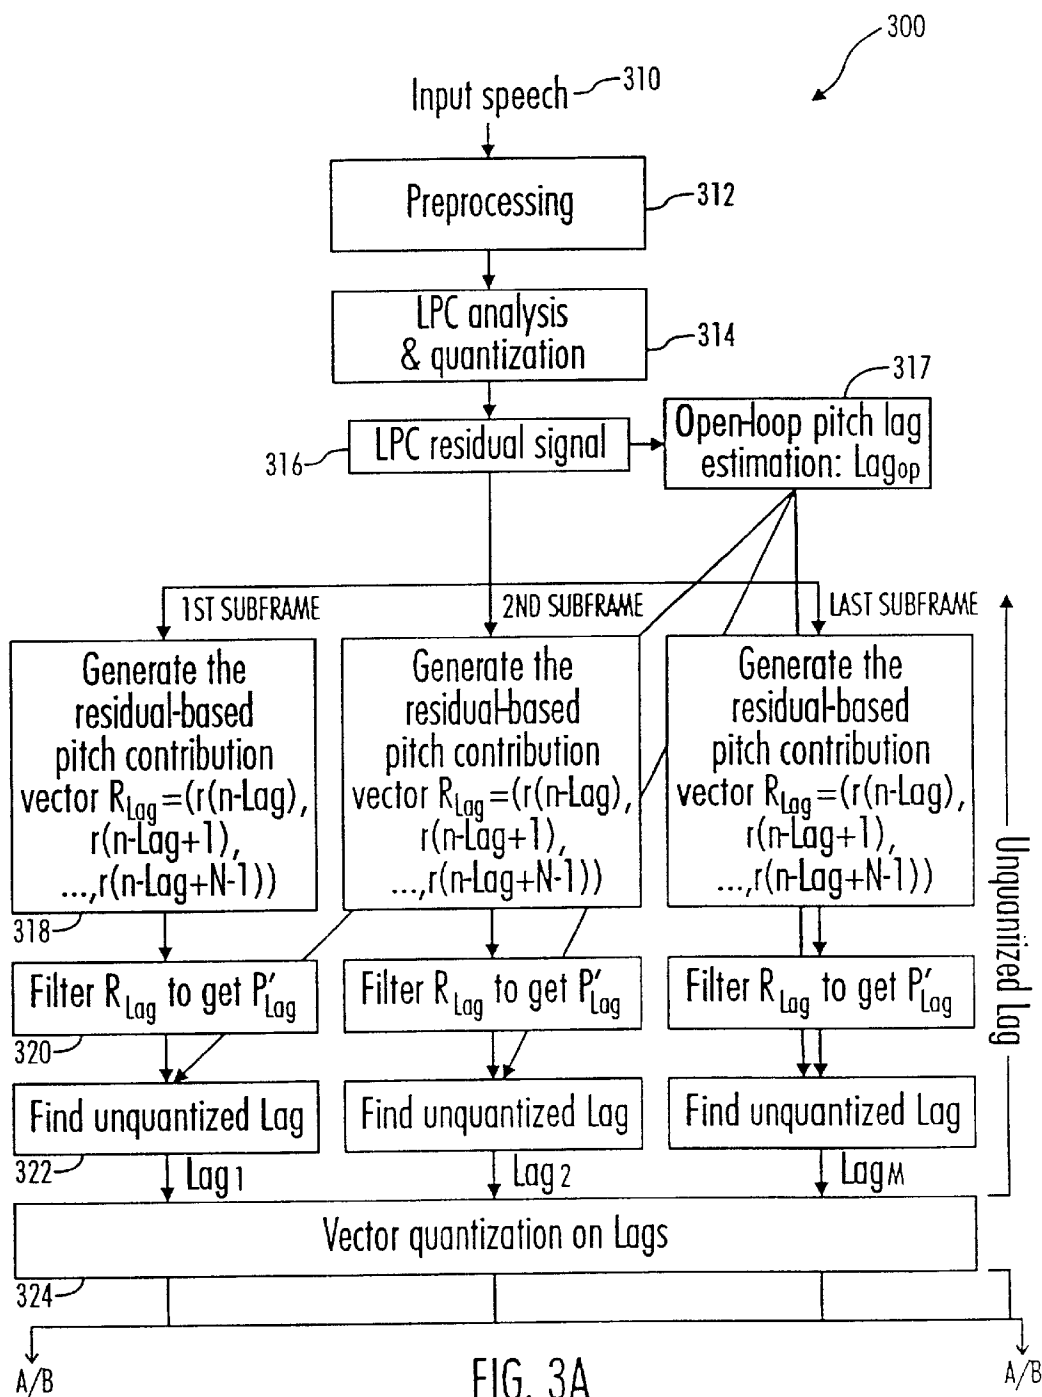 300
Input speech 310
Preprocessing
312
LPC analysis
& quantization
314
317
316
LPC residual signal
Open-loop pitch lag
estimation: Lagop
1ST SUBFRAME
2ND SUBFRAME
LAST SUBFRAME
Generate the
residual-based
pitch contribution
vector RLag=(r(n-Lag),
r(n-Lag+1),
...,r(n-Lag+N-1))
Generate the
residual-based
pitch contribution
vector RLag=(r(n-Lag),
r(n-Lag+1),
...,r(n-Lag+N-1))
Generate the
residual-based
pitch contribution
vector RLag=(r(n-Lag),
r(n-Lag+1),
...,r(n-Lag+N-1))
Unquantized Lag
318
Filter RLag to get P'Lag
Filter RLag to get P'Lag
Filter RLag to get P'Lag
320
Find unquantized Lag
Find unquantized Lag
Find unquantized Lag
322
Lag1
Lag2
LagM
Vector quantization on Lags
324
A/B
A/B
FIG. 3A